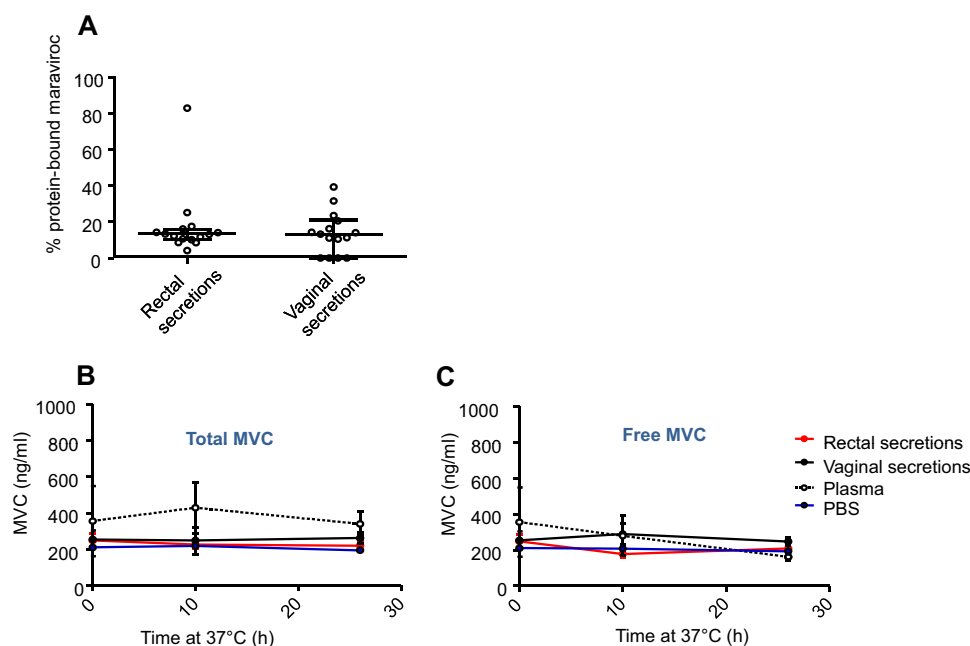 A
% protein-bound maraviroc
100
80
60
40
20
0
Rectal
secretions
Vaginal
secretions
B
MVC (ng/ml)
1000
800
600
400
200
0
Total MVC
0
10
20
30
Time at 37°C (h)
C
MVC (ng/ml)
1000
800
600
400
200
0
Free MVC
0
10
20
30
Time at 37°C (h)
Rectal secretions
Vaginal secretions
Plasma
PBS